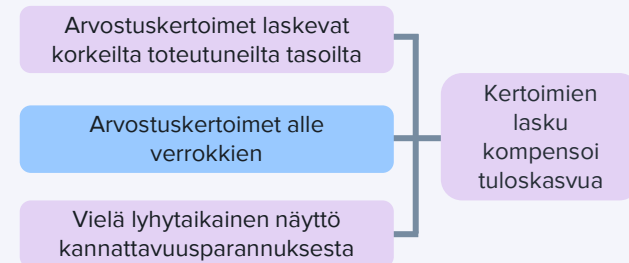 Arvostuskertoimet laskevat
korkeilta toteutuneilta tasoilta
Arvostuskertoimet alle
verrokkien
Vielä lyhytaikainen näyttö
kannattavuusparannuksesta
Kertoimien
lasku
kompensoi
tuloskasvua